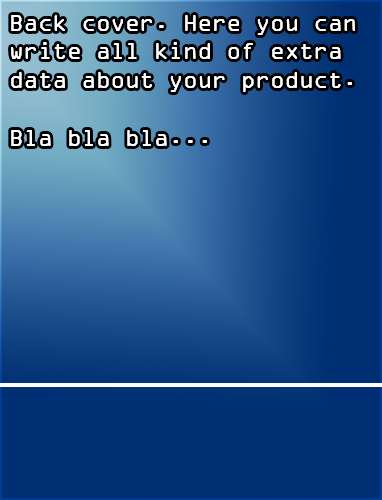 Back cover. Here you can
write all kind of extra
data about your product.
Bla bla bla...